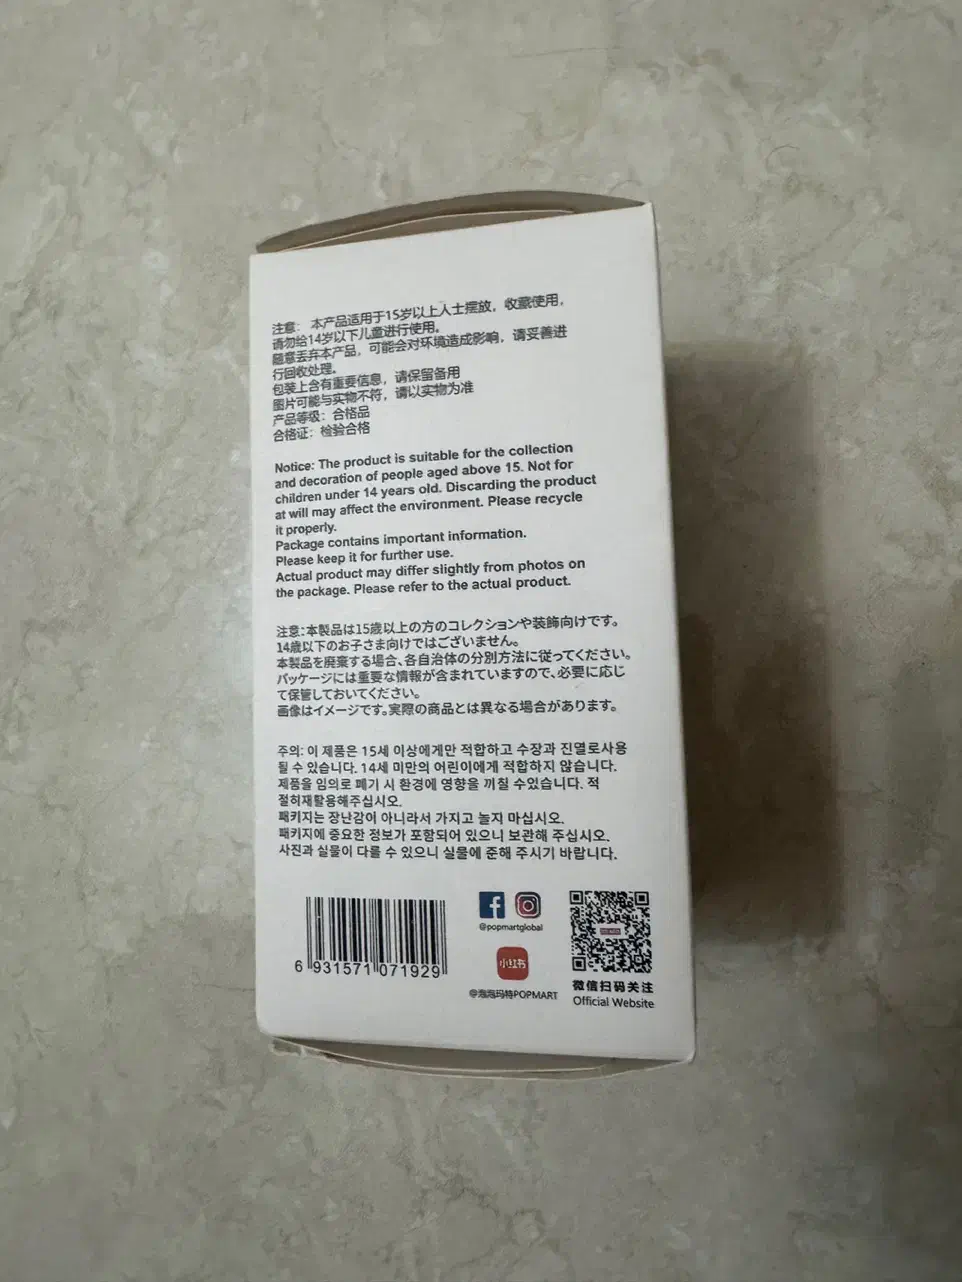 注意： 本产品适用于15岁以上人士摆放，收藏使用，
请勿给14岁以下儿童进行使用。
随意丢弃本产品，可能会对环境造成影响，请妥善进
行回收处理。
包装上含有重要信息，请保留备用
图片可能与实物不符，请以实物为准
产品等级：合格品
合格证：检验合格
Notice: The product is suitable for the collection
and decoration of people aged above 15. Not for
children under 14 years old. Discarding the product
at will may affect the environment. Please recycle
it properly.
Package contains important information.
Please keep it for further use.
Actual product may differ slightly from photos on
the package. Please refer to the actual product.
注意:本製品は15歳以上の方のコレクションや装飾向けです。
14歳以下のお子さま向けではございません。
本製品を廃棄する場合、各自治体の分別方法に従ってください。
パッケージには重要な情報が含まれていますので、必要に応じ
て保管しておいてください。
画像はイメージです。実際の商品とは異なる場合があります。
주의: 이 제품은 15세 이상에게만 적합하고 수장과 진열로사용
될 수 있습니다. 14세 미만의 어린이에게 적합하지 않습니다.
제품을 임의로 폐기 시 환경에 영향을 끼칠 수있습니다. 적
절히재활용해주십시오.
패키지는 장난감이 아니라서 가지고 놀지 마십시오.
패키지에 중요한 정보가 포함되어 있으니 보관해 주십시오.
사진과 실물이 다를 수 있으니 실물에 준해 주시기 바랍니다.
6 931571 071929
@popmartglobal
小红书
@泡泡玛特POPMART
微信扫码关注
Official Website